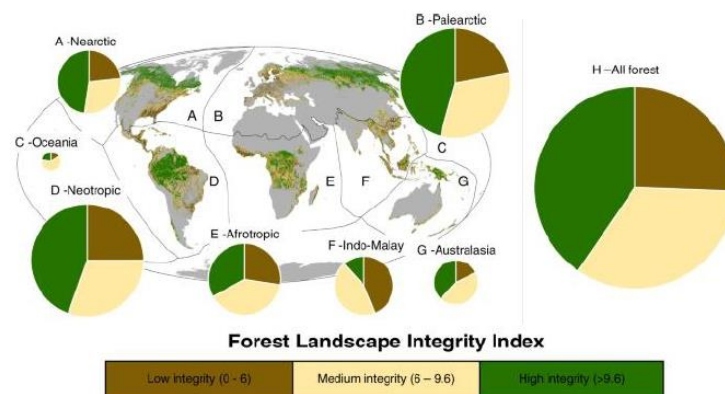 A -Nearctic
B -Palearctic
H –All forest
A
B
C
C -Oceania
D -Neotropic
D
E
F
G
E -Afrotropic
F -Indo-Malay
G -Australasia
Forest Landscape Integrity Index
Low integrity (0 - 6)
Medium integrity (6 – 9.6)
High integrity (>9.6)